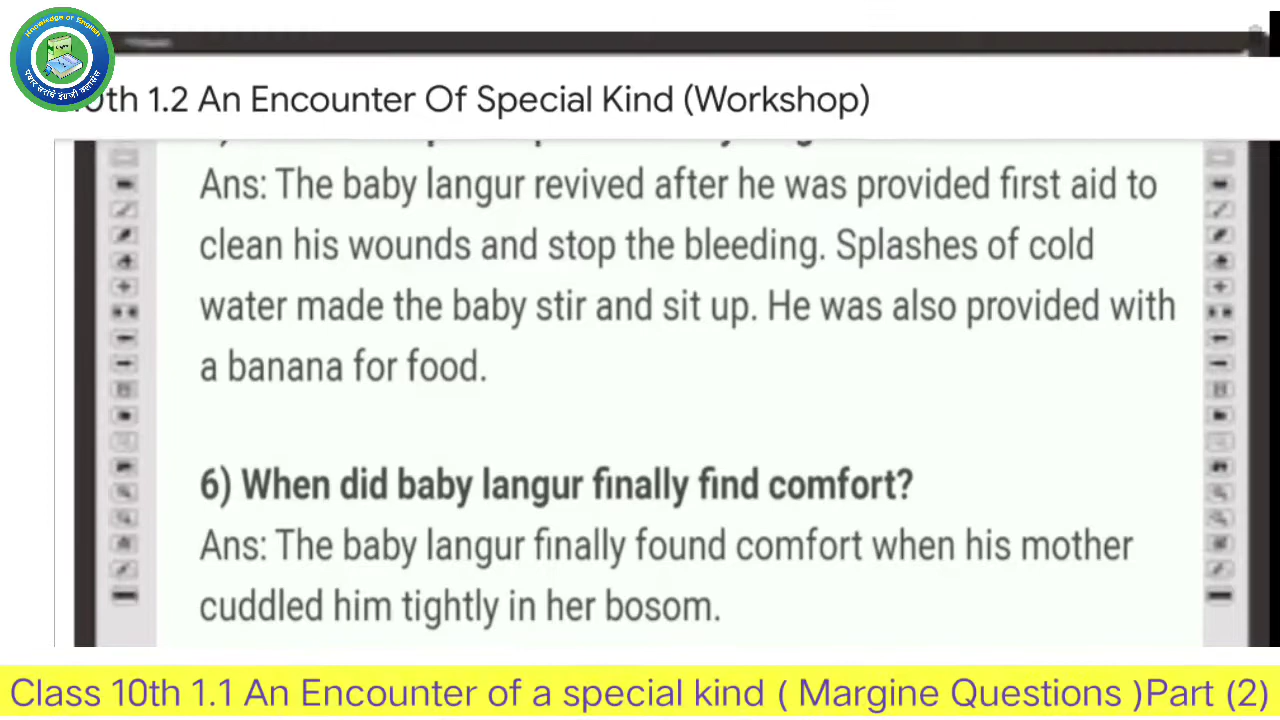 Knowledge of English
10th 1.2 An Encounter Of Special Kind (Workshop)
Ans: The baby langur revived after he was provided first aid to
clean his wounds and stop the bleeding. Splashes of cold
water made the baby stir and sit up. He was also provided with
a banana for food.
6) When did baby langur finally find comfort?
Ans: The baby langur finally found comfort when his mother
cuddled him tightly in her bosom.
Class 10th 1.1 An Encounter of a special kind ( Margine Questions )Part (2)